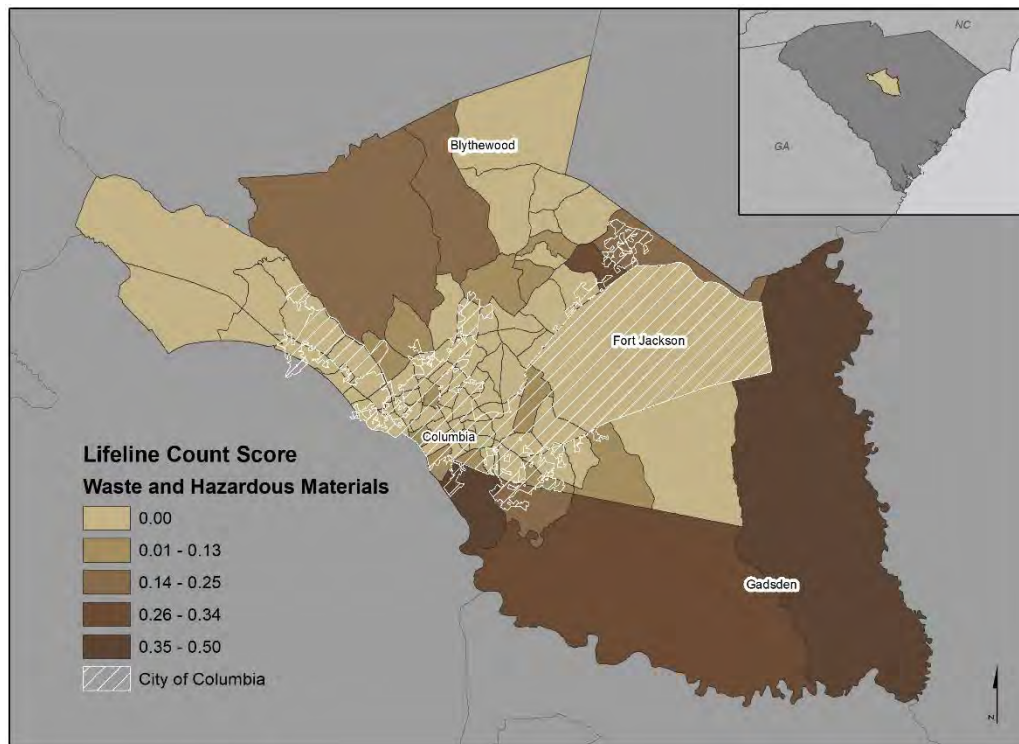 NC
GA
Blythewood
Fort Jackson
Columbia
Gadsden
Lifeline Count Score
Waste and Hazardous Materials
0.00
0.01 - 0.13
0.14 - 0.25
0.26 - 0.34
0.35 - 0.50
City of Columbia
N